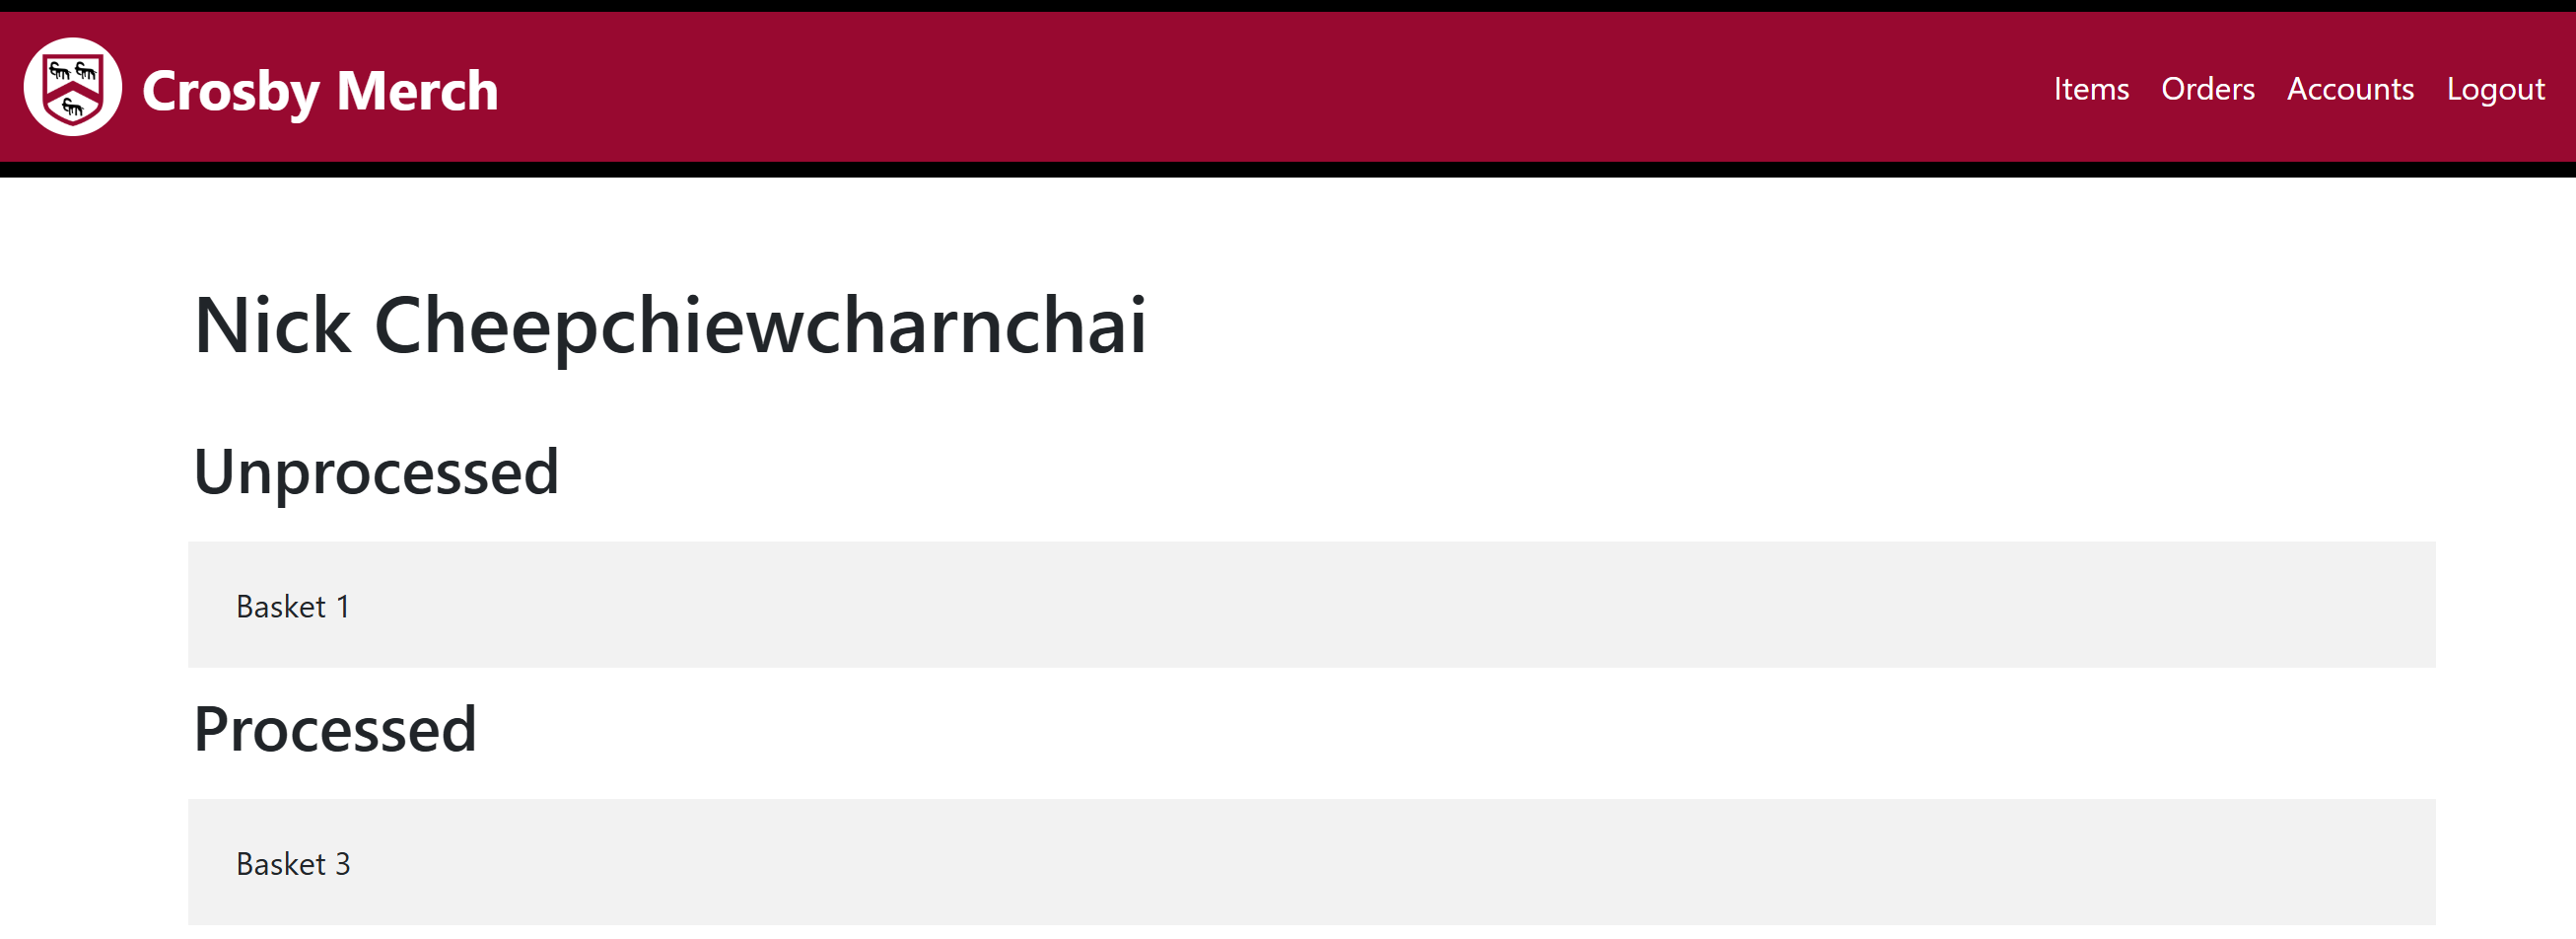 Crosby Merch
Items Orders Accounts Logout
Nick Cheepchiewcharnchai
Unprocessed
Basket 1
Processed
Basket 3